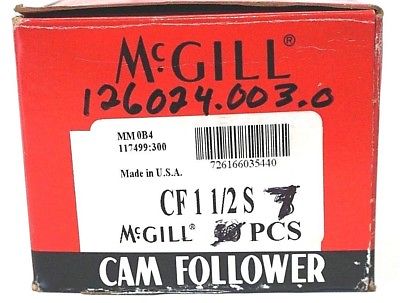 McGILL®
126024.003.0
MM 0B4
117499:300
Made in U.S.A.
726166035440
CF 1 1/2 S
McGILL 7 PCS
CAM FOLLOWER